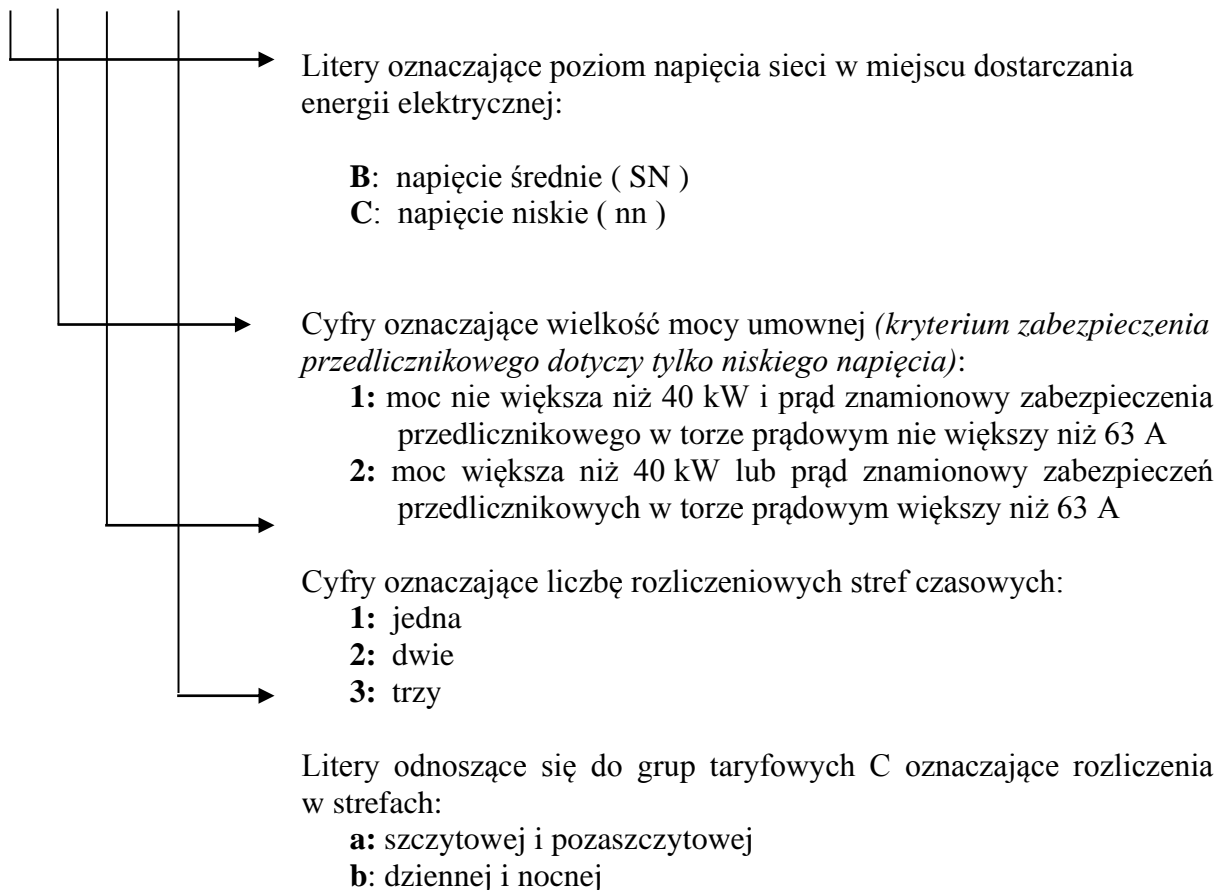 Litery oznaczające poziom napięcia sieci w miejscu dostarczania
energii elektrycznej:
B: napięcie średnie ( SN )
C: napięcie niskie ( nn )
Cyfry oznaczające wielkość mocy umownej (kryterium zabezpieczenia
przedlicznikowego dotyczy tylko niskiego napięcia):
1: moc nie większa niż 40 kW i prąd znamionowy zabezpieczenia
przedlicznikowego w torze prądowym nie większy niż 63 A
2: moc większa niż 40 kW lub prąd znamionowy zabezpieczeń
przedlicznikowych w torze prądowym większy niż 63 A
Cyfry oznaczające liczbę rozliczeniowych stref czasowych:
1: jedna
2: dwie
3: trzy
Litery odnoszące się do grup taryfowych C oznaczające rozliczenia
w strefach:
a: szczytowej i pozaszczytowej
b: dziennej i nocnej